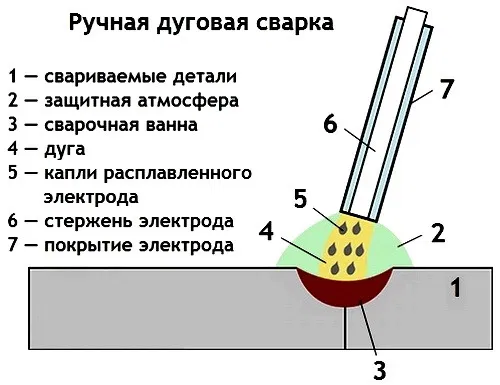 Ручная дуговая сварка
1 – свариваемые детали
2 – защитная атмосфера
3 – сварочная ванна
4 – дуга
5 – капли расплавленного
электрода
6 – стержень электрода
7 – покрытие электрода
7
6
5
2
4
1
3